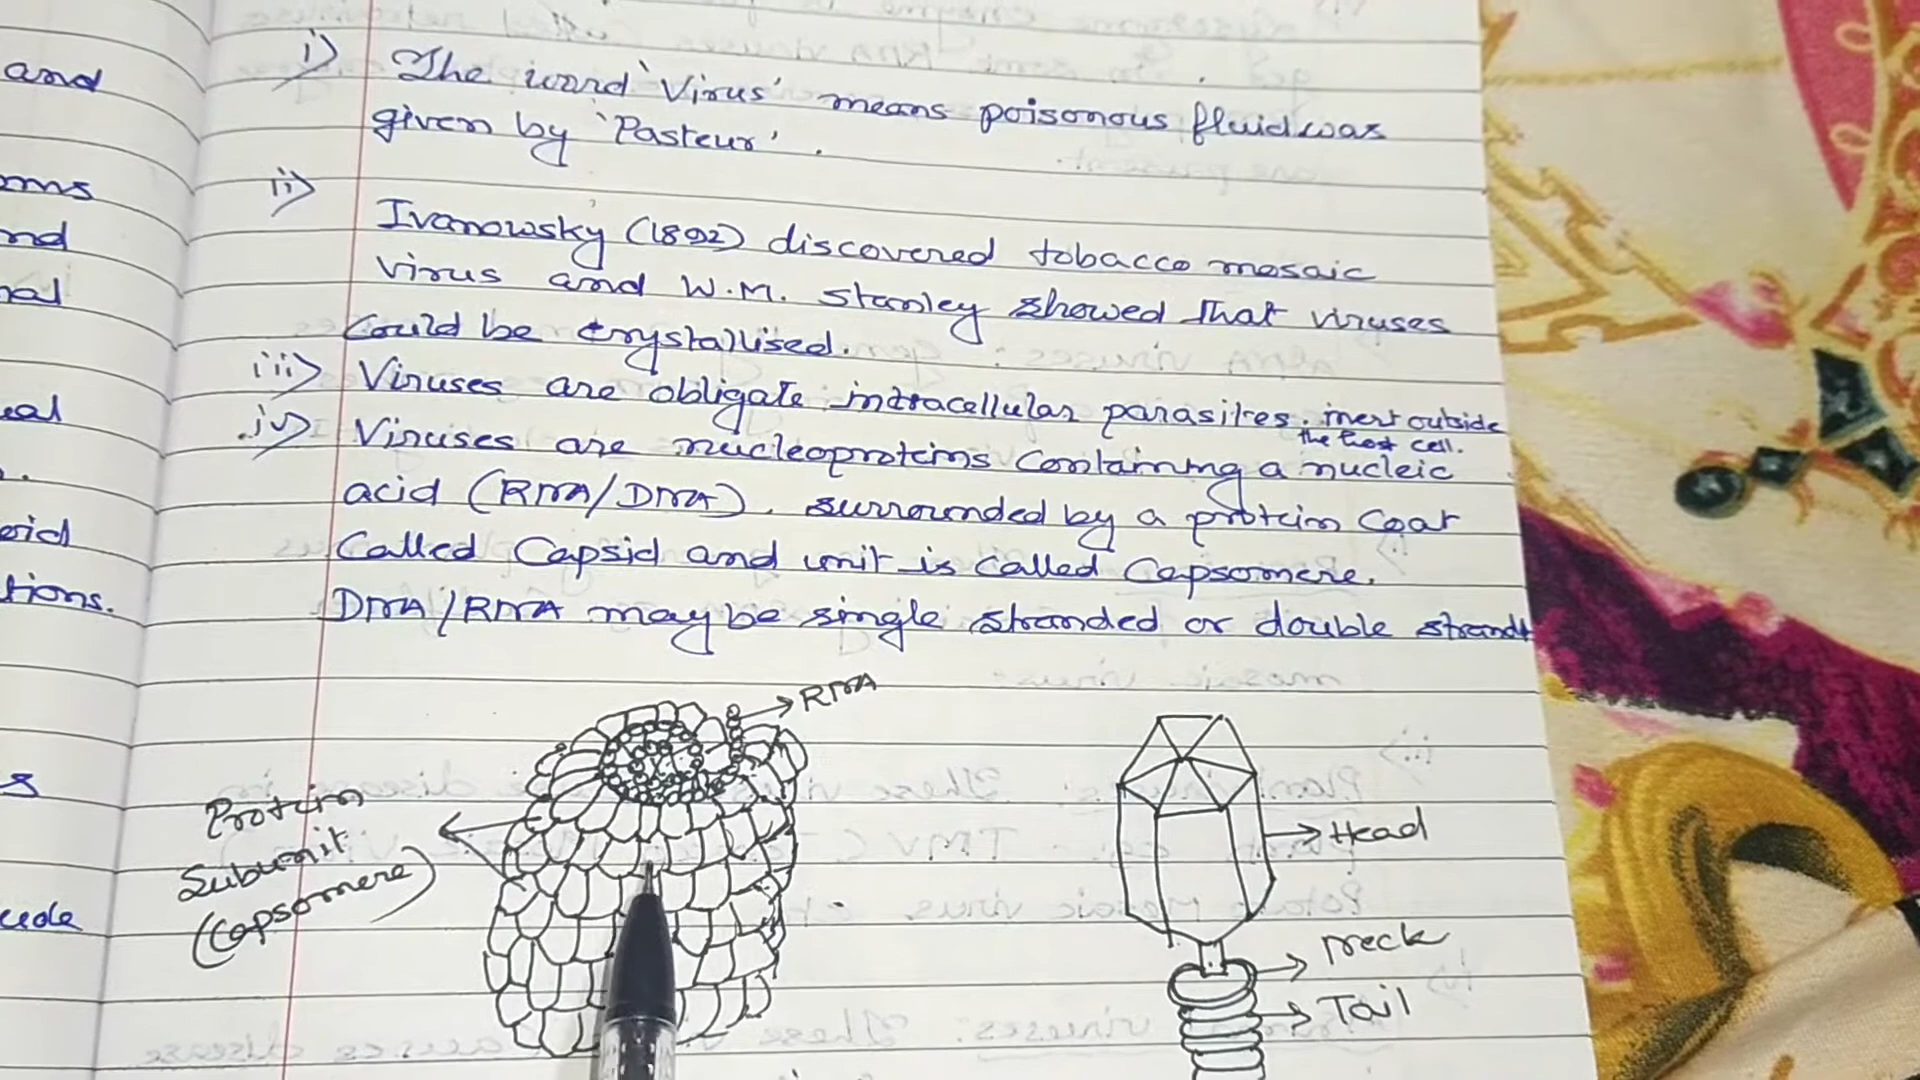 and
nd
tions.
i) The word 'Virus' means poisonous fluid was
given by 'Pasteur'.
ii)
Ivanowsky (1892) discovered tobacco mosaic
virus and W.M. Stanley showed that viruses
could be crystallised.
iii) Viruses are obligate intracellular parasites. inert outside
the host cell.
iv) Viruses are nucleoproteins containing a nucleic
acid (RNA/DNA). surrounded by a protein coat
called Capsid and unit is called Capsomere.
DNA/RNA may be single stranded or double strand
RNA
Protein
Subunit
(Capsomere)
Head
neck
Tail